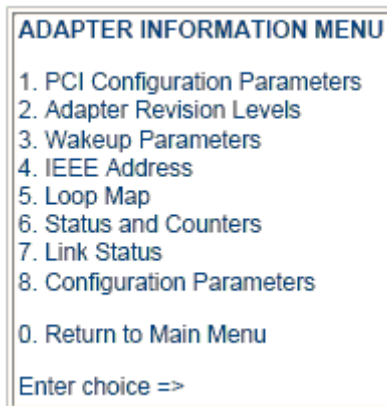 ADAPTER INFORMATION MENU
1. PCI Configuration Parameters
2. Adapter Revision Levels
3. Wakeup Parameters
4. IEEE Address
5. Loop Map
6. Status and Counters
7. Link Status
8. Configuration Parameters
0. Return to Main Menu
Enter choice =>